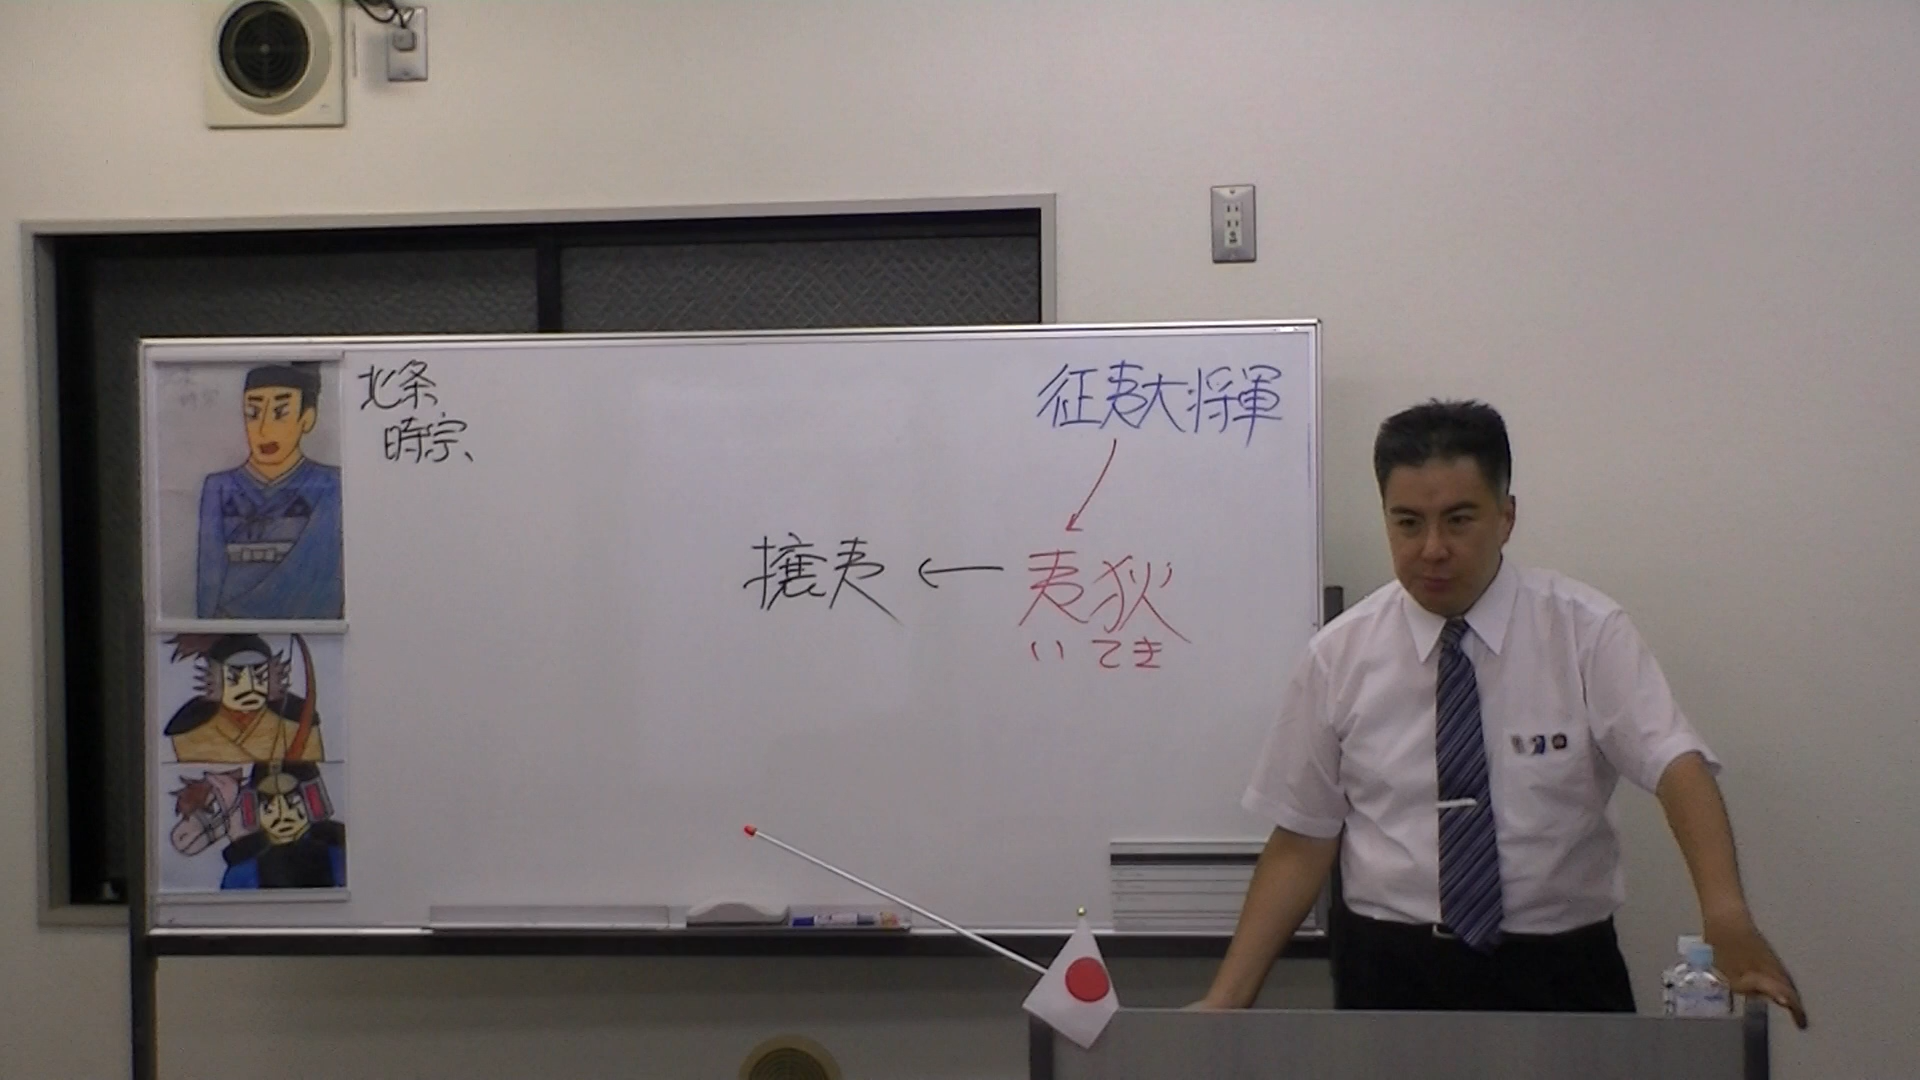 北条
時宗、
征夷大将軍
攘夷 ← 夷狄
いてき